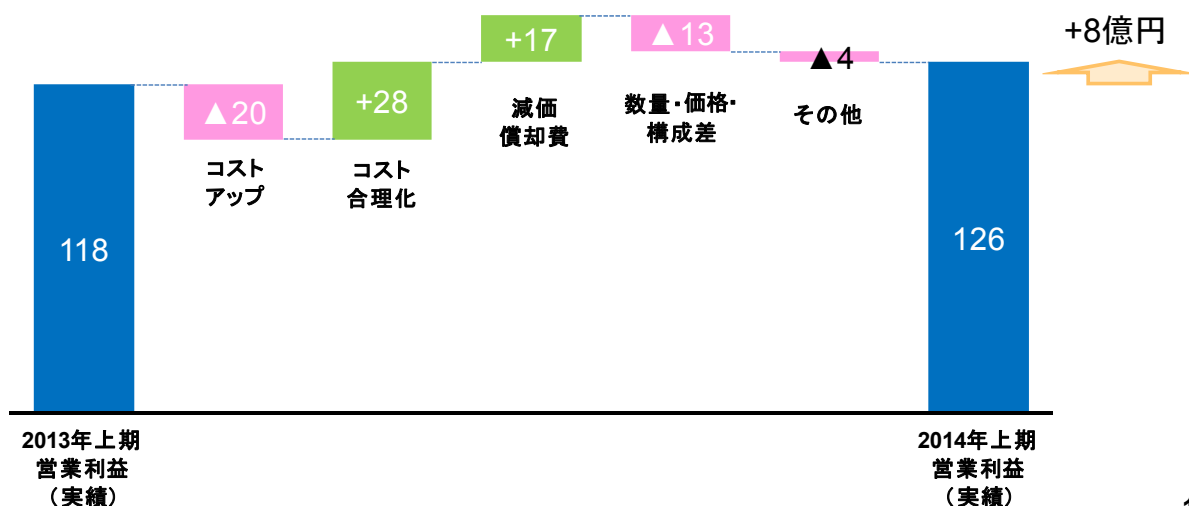 +17
▲13
+8億円
▲20
+28
▲4
減価
償却費
数量・価格・
構成差
その他
コスト
アップ
コスト
合理化
118
126
2013年上期
営業利益
（実績）
2014年上期
営業利益
（実績）